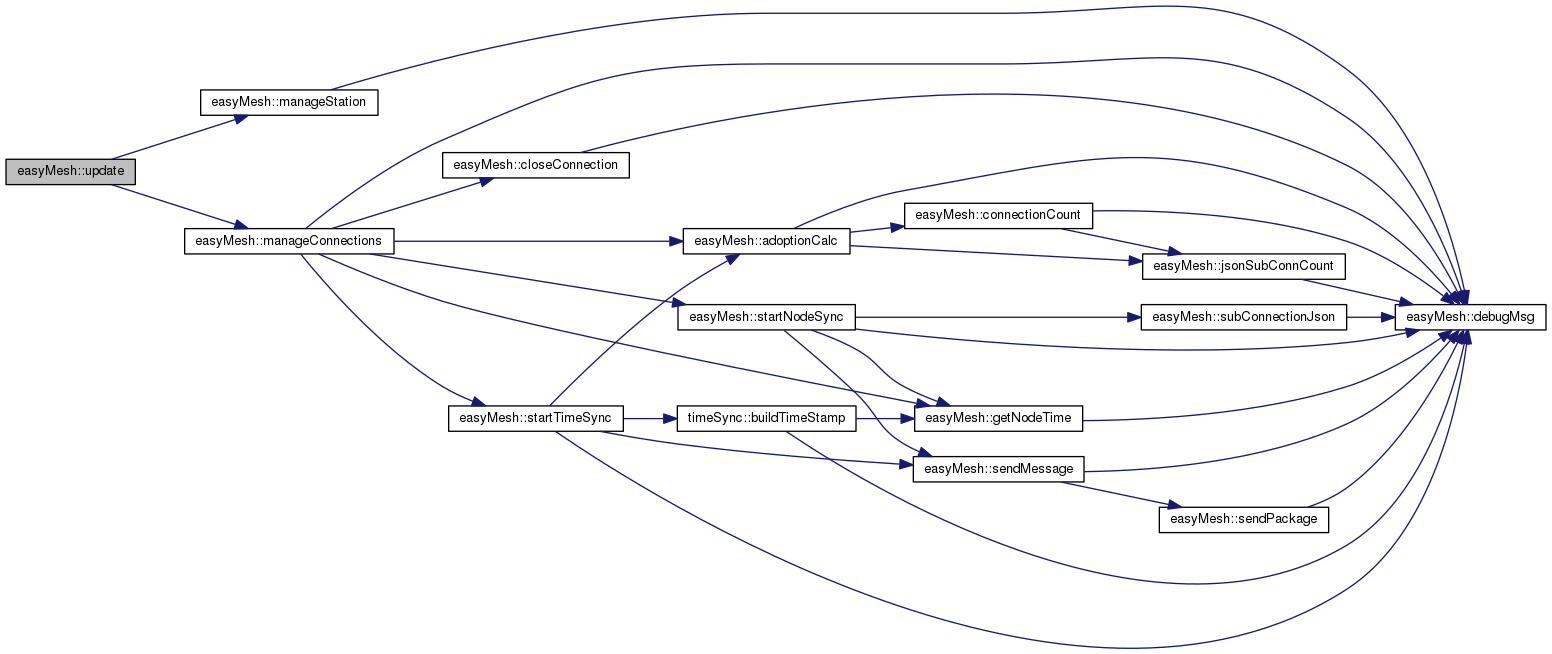 easyMesh::update
easyMesh::manageStation
easyMesh::manageConnections
easyMesh::closeConnection
easyMesh::startTimeSync
easyMesh::adoptionCalc
easyMesh::startNodeSync
timeSync::buildTimeStamp
easyMesh::connectionCount
easyMesh::getNodeTime
easyMesh::sendMessage
easyMesh::jsonSubConnCount
easyMesh::subConnectionJson
easyMesh::sendPackage
easyMesh::debugMsg